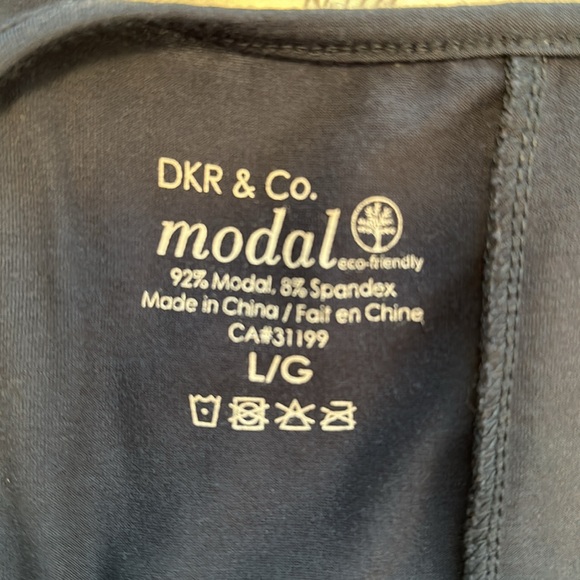 DKR & Co.
modal
eco-friendly
92% Modal, 8% Spandex
Made in China / Fait en Chine
CA#31199
L/G